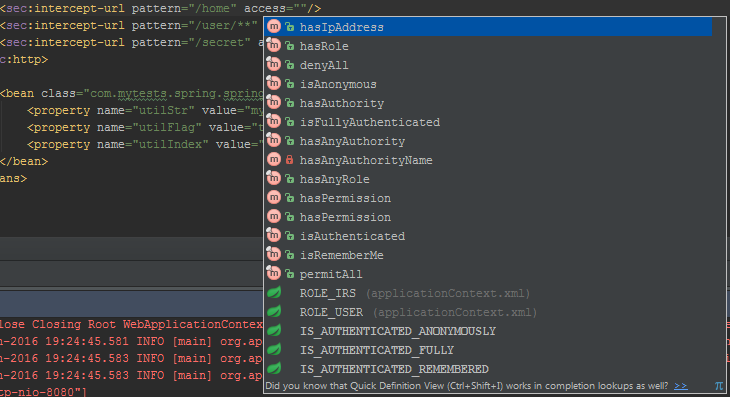 <sec:intercept-url pattern="/home" access=""/>
<sec:intercept-url pattern="/user/**"
<sec:intercept-url pattern="/secret" a
c:http>
<bean class="com.mytests.spring.spring
<property name="utilStr" value="my
<property name="utilFlag" value="t
<property name="utilIndex" value="
</bean>
ans>
m hasIpAddress
m hasRole
m denyAll
m isAnonymous
m hasAuthority
m isFullyAuthenticated
m hasAnyAuthority
m hasAnyAuthorityName
m hasAnyRole
m hasPermission
m hasPermission
m isAuthenticated
m isRememberMe
m permitAll
ROLE_IRS (applicationContext.xml)
ROLE_USER (applicationContext.xml)
IS_AUTHENTICATED_ANONYMOUSLY
IS_AUTHENTICATED_FULLY
IS_AUTHENTICATED_REMEMBERED
Did you know that Quick Definition View (Ctrl+Shift+I) works in completion lookups as well? >> π
lose Closing Root WebApplicationContex
n-2016 19:24:45.581 INFO [main] org.ap
n-2016 19:24:45.583 INFO [main] org.ap
n-2016 19:24:45.583 INFO [main] org.ap
tp-nio-8080"]